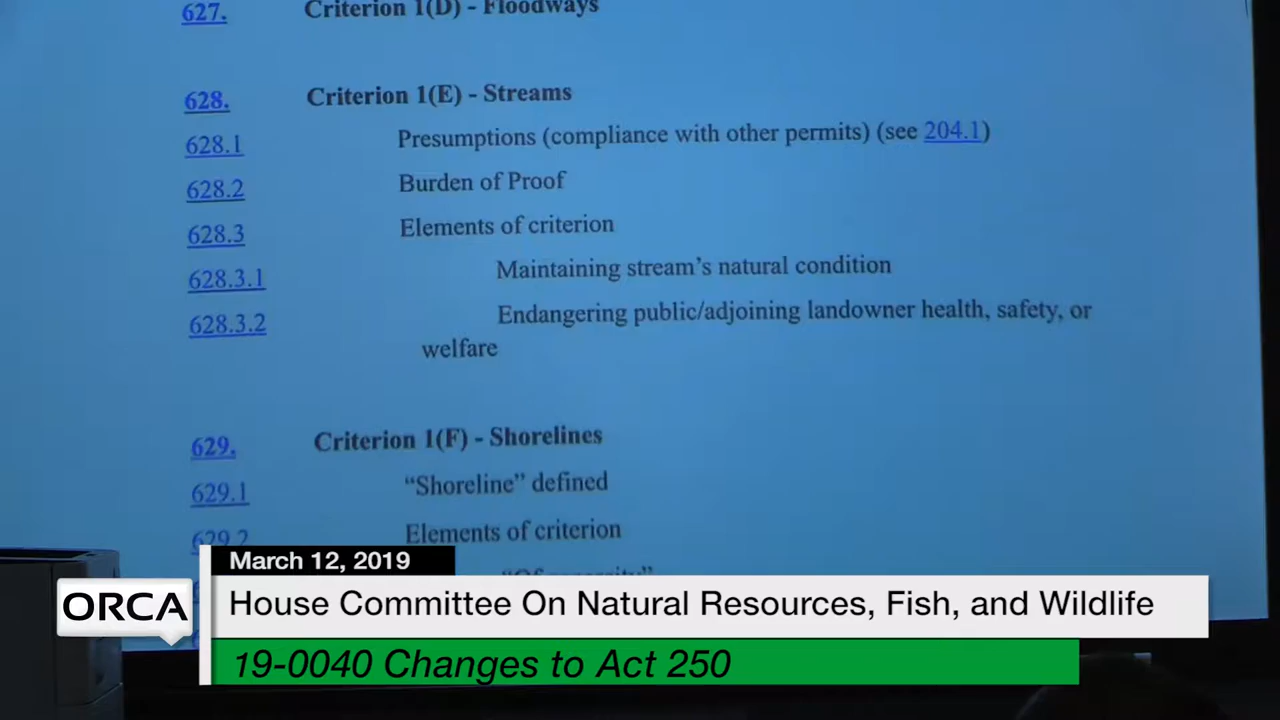 627. Criterion 1(D) - Floodways
628. Criterion 1(E) - Streams
628.1 Presumptions (compliance with other permits) (see 204.1)
628.2 Burden of Proof
628.3 Elements of criterion
628.3.1 Maintaining stream's natural condition
628.3.2 Endangering public/adjoining landowner health, safety, or
welfare
629. Criterion 1(F) - Shorelines
629.1 “Shoreline” defined
629.2 Elements of criterion
March 12, 2019
ORCA
House Committee On Natural Resources, Fish, and Wildlife
19-0040 Changes to Act 250